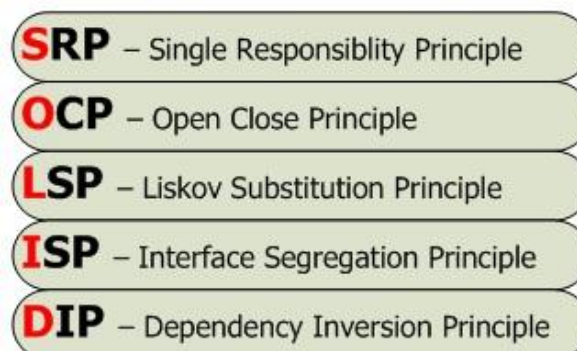 SRP – Single Responsiblity Principle
OCP – Open Close Principle
LSP – Liskov Substitution Principle
ISP – Interface Segregation Principle
DIP – Dependency Inversion Principle